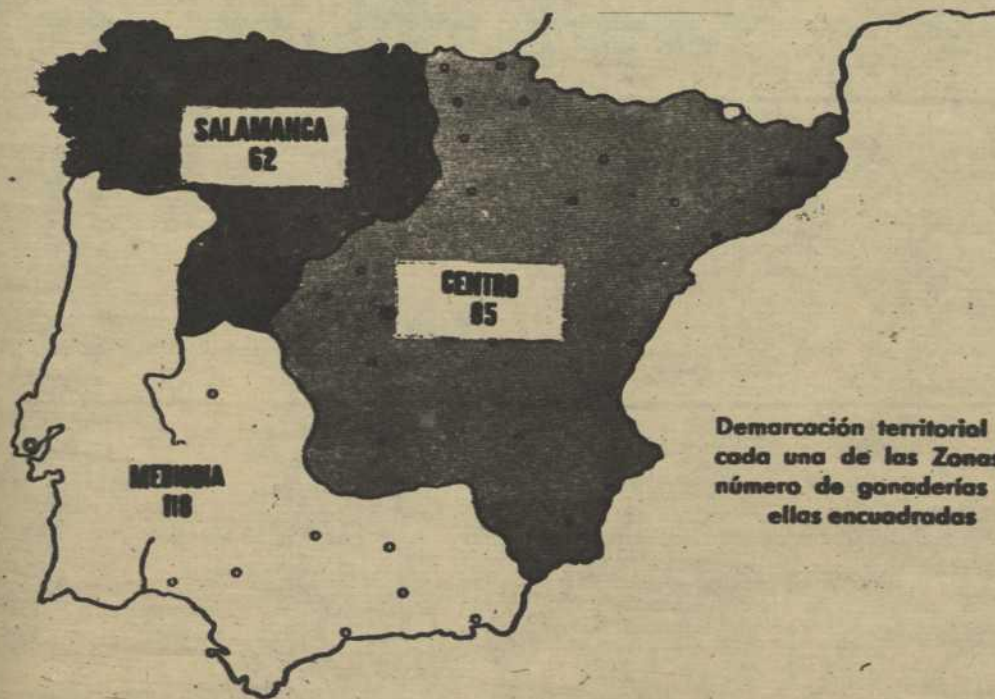 SALAMANCA
62
CENTRO
85
MEDIODIA
118
Demarcación territorial
cada una de las Zonas
número de ganaderías
ellas encuadradas